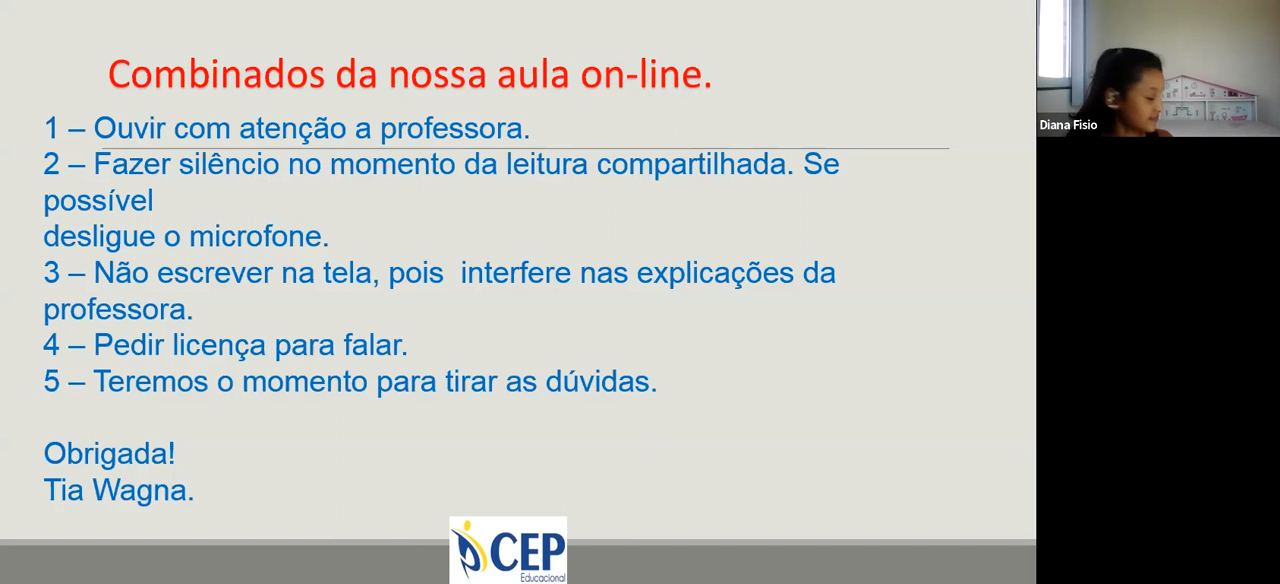 Combinados da nossa aula on-line.
1 – Ouvir com atenção a professora.
2 – Fazer silêncio no momento da leitura compartilhada. Se
possível
desligue o microfone.
3 – Não escrever na tela, pois  interfere nas explicações da
professora.
4 – Pedir licença para falar.
5 – Teremos o momento para tirar as dúvidas.
Obrigada!
Tia Wagna.
CEP
Educacional
Diana Fisio